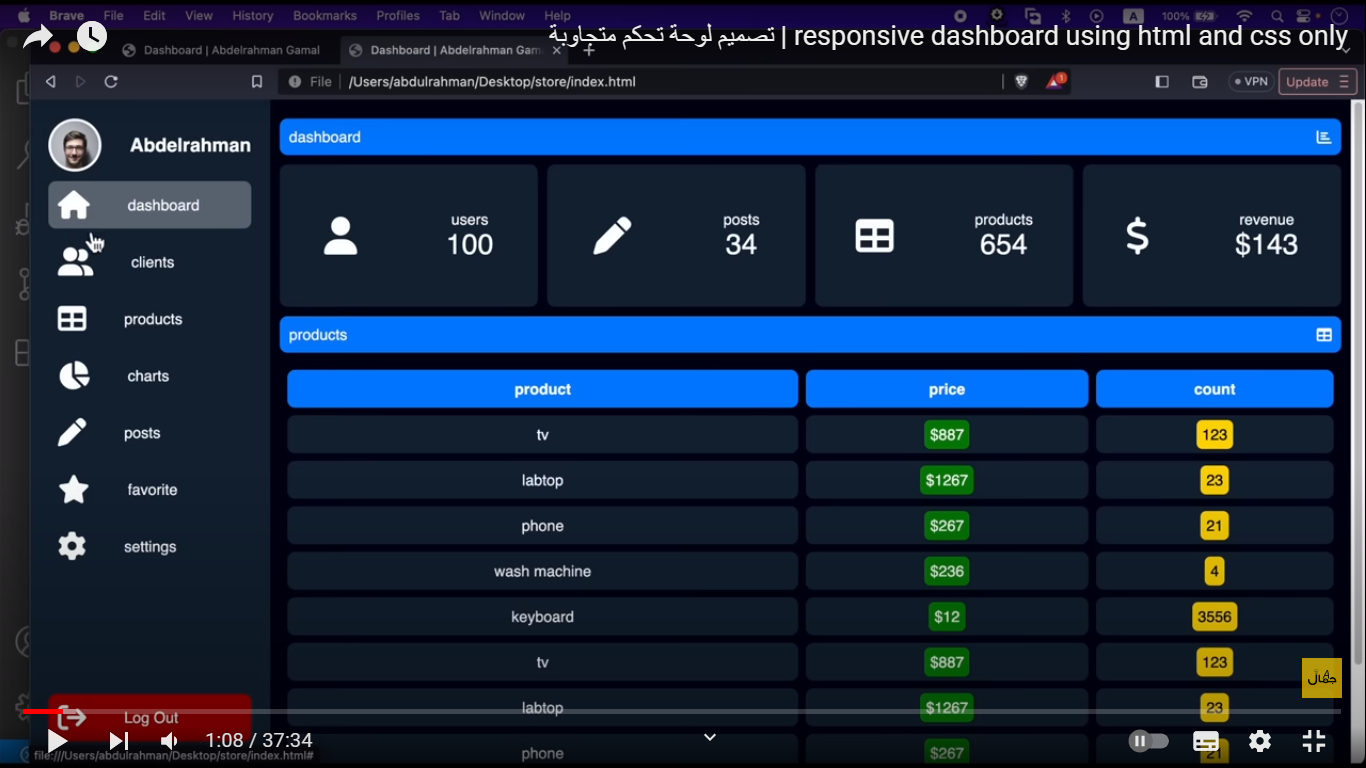 Brave File Edit View History Bookmarks Profiles Tab Window Help A 100%
تصميم لوحة تحكم متجاوبة | responsive dashboard using html and css only
Dashboard | Abdelrahman Gamal
Dashboard | Abdelrahman Gam
File /Users/abdulrahman/Desktop/store/index.html 1 VPN Update
Abdelrahman
dashboard
clients
products
charts
posts
favorite
settings
Log Out
dashboard
users
100
posts
34
products
654
revenue
$143
products
product price count
tv $887 123
labtop $1267 23
phone $267 21
wash machine $236 4
keyboard $12 3556
tv $887 123
labtop $1267 23
phone $267 21
جمال
1:08 / 37:34
file:///Users/abdulrahman/Desktop/store/index.html#